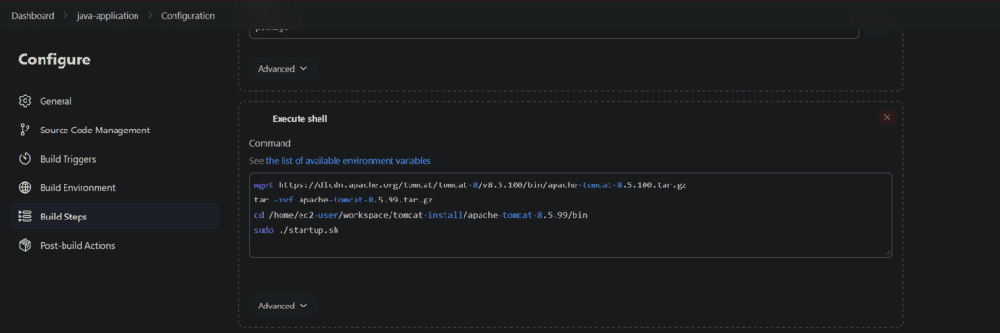 Dashboard > java-application > Configuration
Configure
General
Source Code Management
Build Triggers
Build Environment
Build Steps
Post-build Actions
package
Advanced
Execute shell
Command
See the list of available environment variables
wget https://dlcdn.apache.org/tomcat/tomcat-8/v8.5.100/bin/apache-tomcat-8.5.100.tar.gz
tar -xvf apache-tomcat-8.5.99.tar.gz
cd /home/ec2-user/workspace/tomcat-install/apache-tomcat-8.5.99/bin
sudo ./startup.sh
Advanced